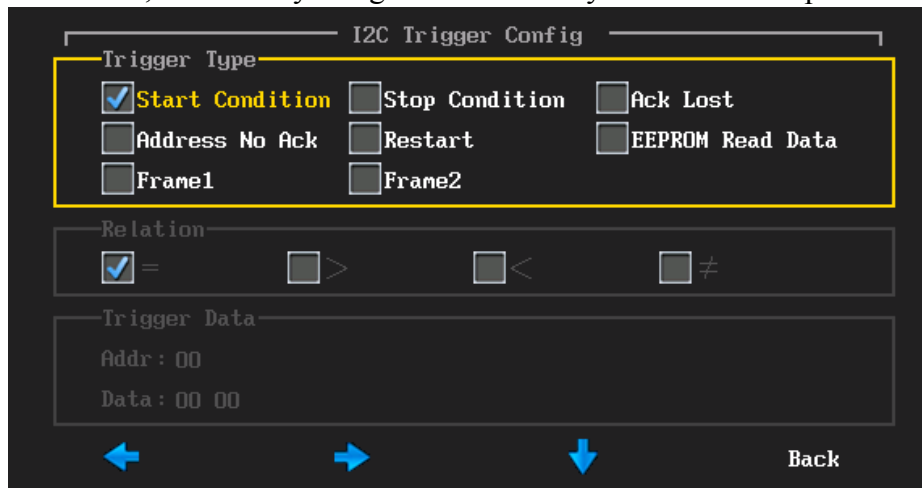 I2C Trigger Config
Trigger Type
Start Condition Stop Condition Ack Lost
Address No Ack Restart EEPROM Read Data
Frame1 Frame2
Relation
= > < ≠
Trigger Data
Addr: 00
Data: 00 00
Back